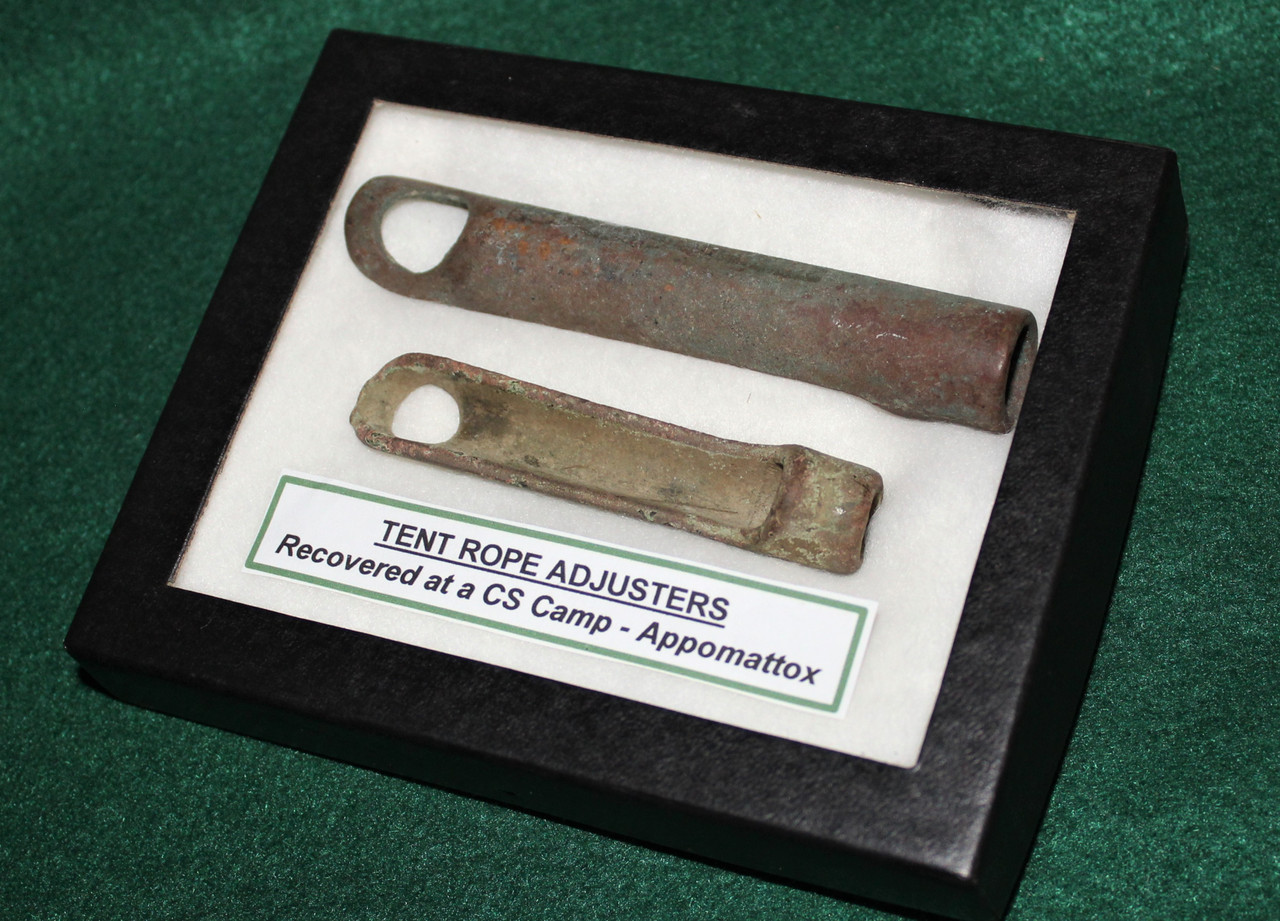 TENT ROPE ADJUSTERS
Recovered at a CS Camp - Appomattox